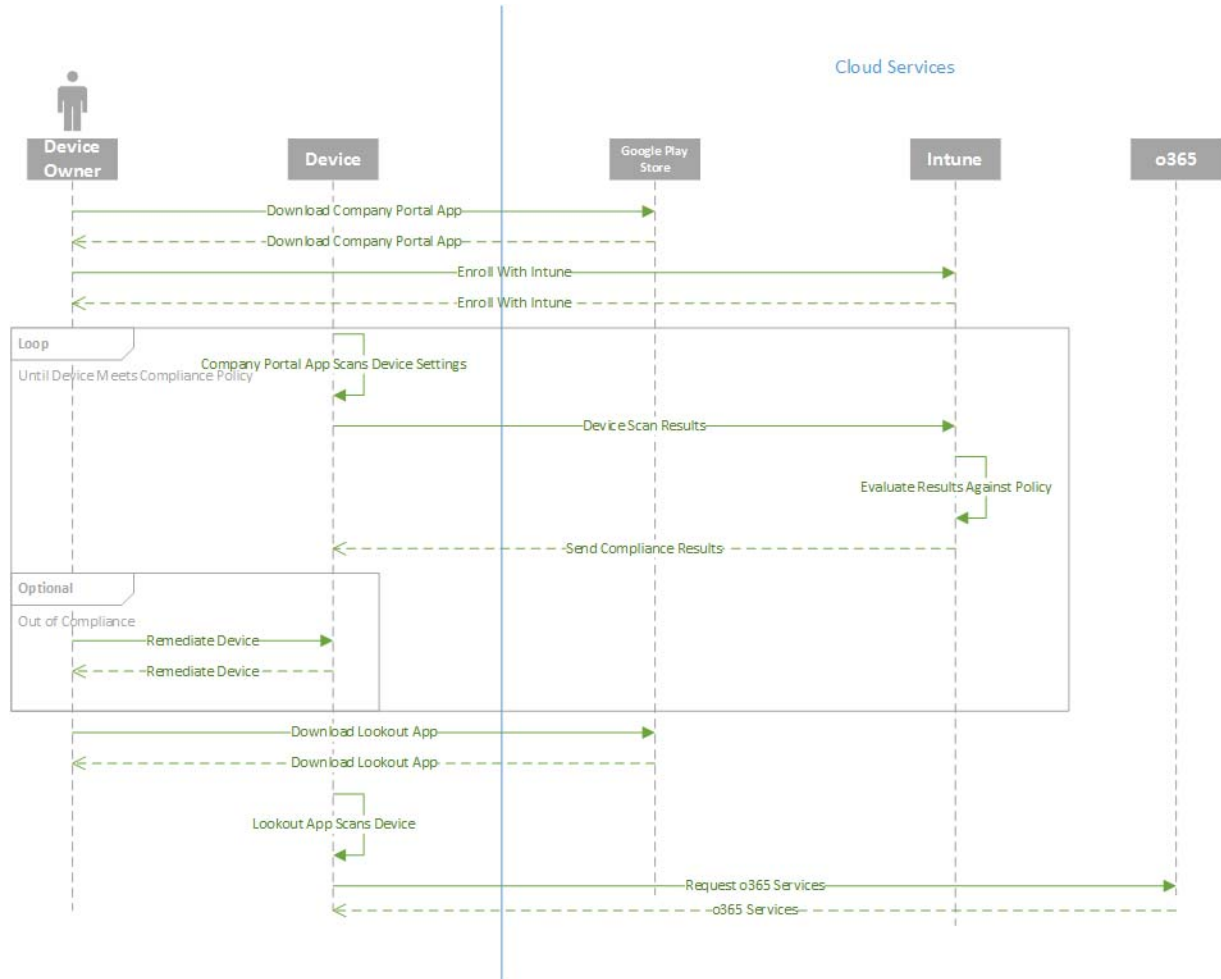 Cloud Services
Device
Owner
Device
Google Play
Store
Intune
o365
Download Company Portal App
Download Company Portal App
Enroll With Intune
Enroll With Intune
Loop
Company Portal App Scans Device Settings
Until Device Meets Compliance Policy
Device Scan Results
Evaluate Results Against Policy
Send Compliance Results
Optional
Out of Compliance
Remediate Device
Remediate Device
Download Lookout App
Download Lookout App
Lookout App Scans Device
Request o365 Services
o365 Services